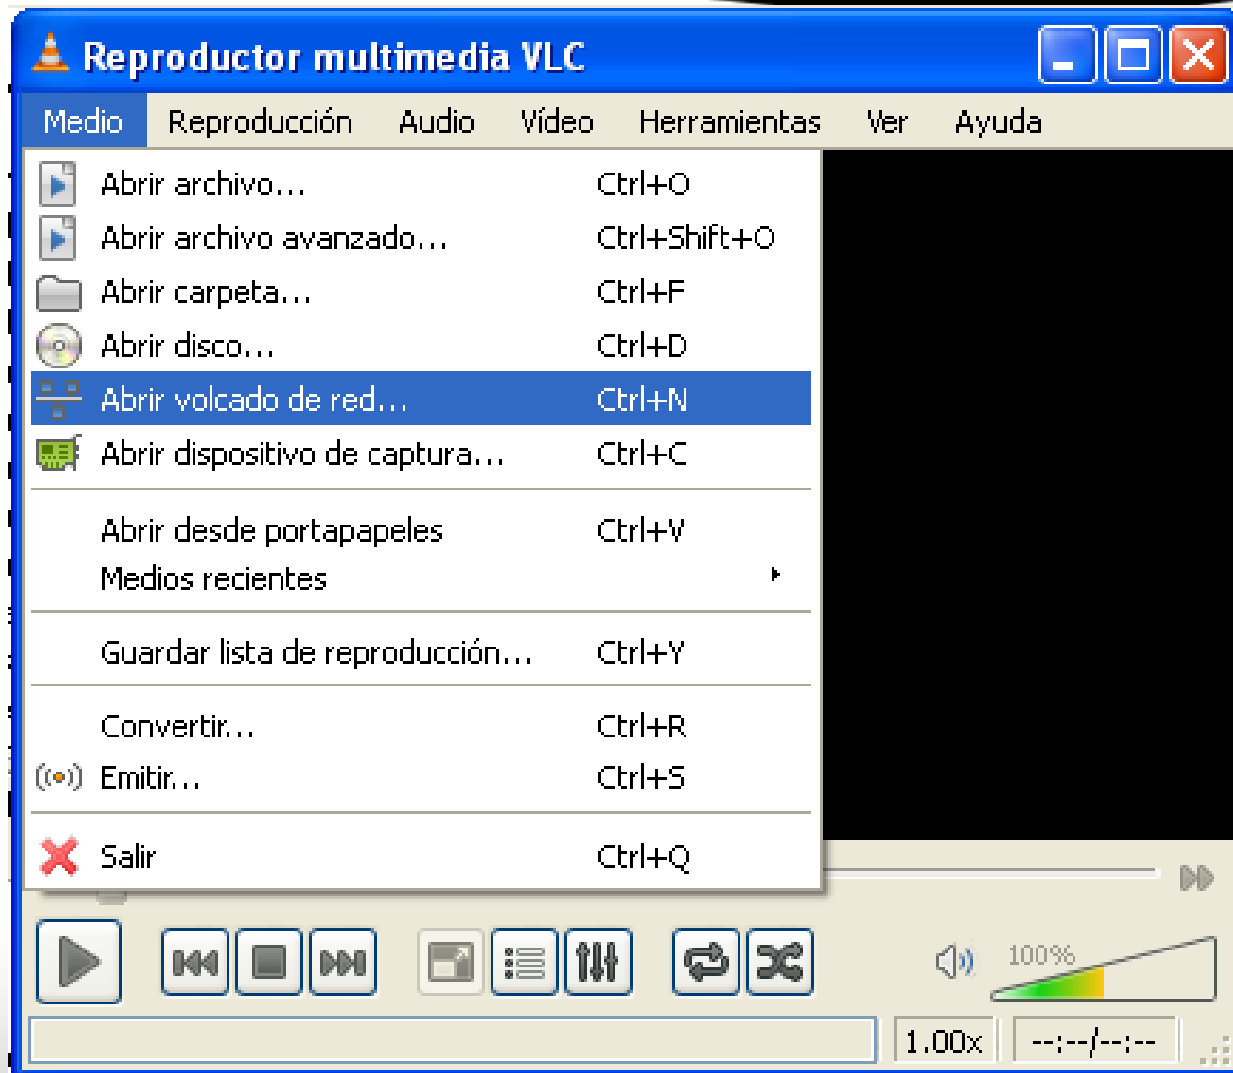 Reproductor multimedia VLC
Medio Reproducción Audio Vídeo Herramientas Ver Ayuda
Abrir archivo... Ctrl+O
Abrir archivo avanzado... Ctrl+Shift+O
Abrir carpeta... Ctrl+F
Abrir disco... Ctrl+D
Abrir volcado de red... Ctrl+N
Abrir dispositivo de captura... Ctrl+C
Abrir desde portapapeles Ctrl+V
Medios recientes
Guardar lista de reproducción... Ctrl+Y
Convertir... Ctrl+R
Emitir... Ctrl+S
Salir Ctrl+Q
100%
1.00x --:--/--:--